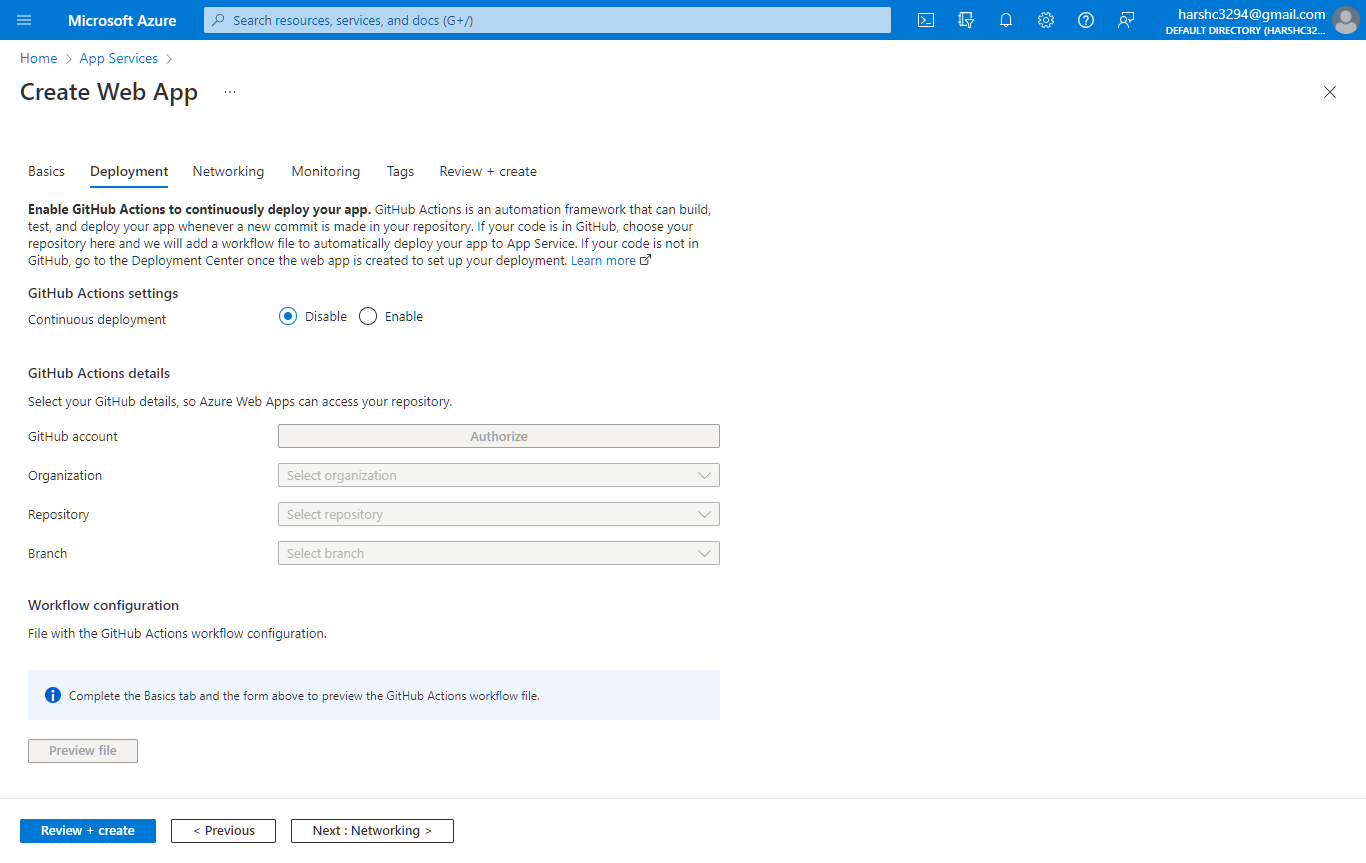 Microsoft Azure
Search resources, services, and docs (G+/)
harshc3294@gmail.com
DEFAULT DIRECTORY (HARSHC32...
Home > App Services >
Create Web App ...
Basics Deployment Networking Monitoring Tags Review + create
Enable GitHub Actions to continuously deploy your app. GitHub Actions is an automation framework that can build,
test, and deploy your app whenever a new commit is made in your repository. If your code is in GitHub, choose your
repository here and we will add a workflow file to automatically deploy your app to App Service. If your code is not in
GitHub, go to the Deployment Center once the web app is created to set up your deployment. Learn more
GitHub Actions settings
Continuous deployment Disable Enable
GitHub Actions details
Select your GitHub details, so Azure Web Apps can access your repository.
GitHub account Authorize
Organization Select organization
Repository Select repository
Branch Select branch
Workflow configuration
File with the GitHub Actions workflow configuration.
Complete the Basics tab and the form above to preview the GitHub Actions workflow file.
Preview file
Review + create < Previous Next : Networking >